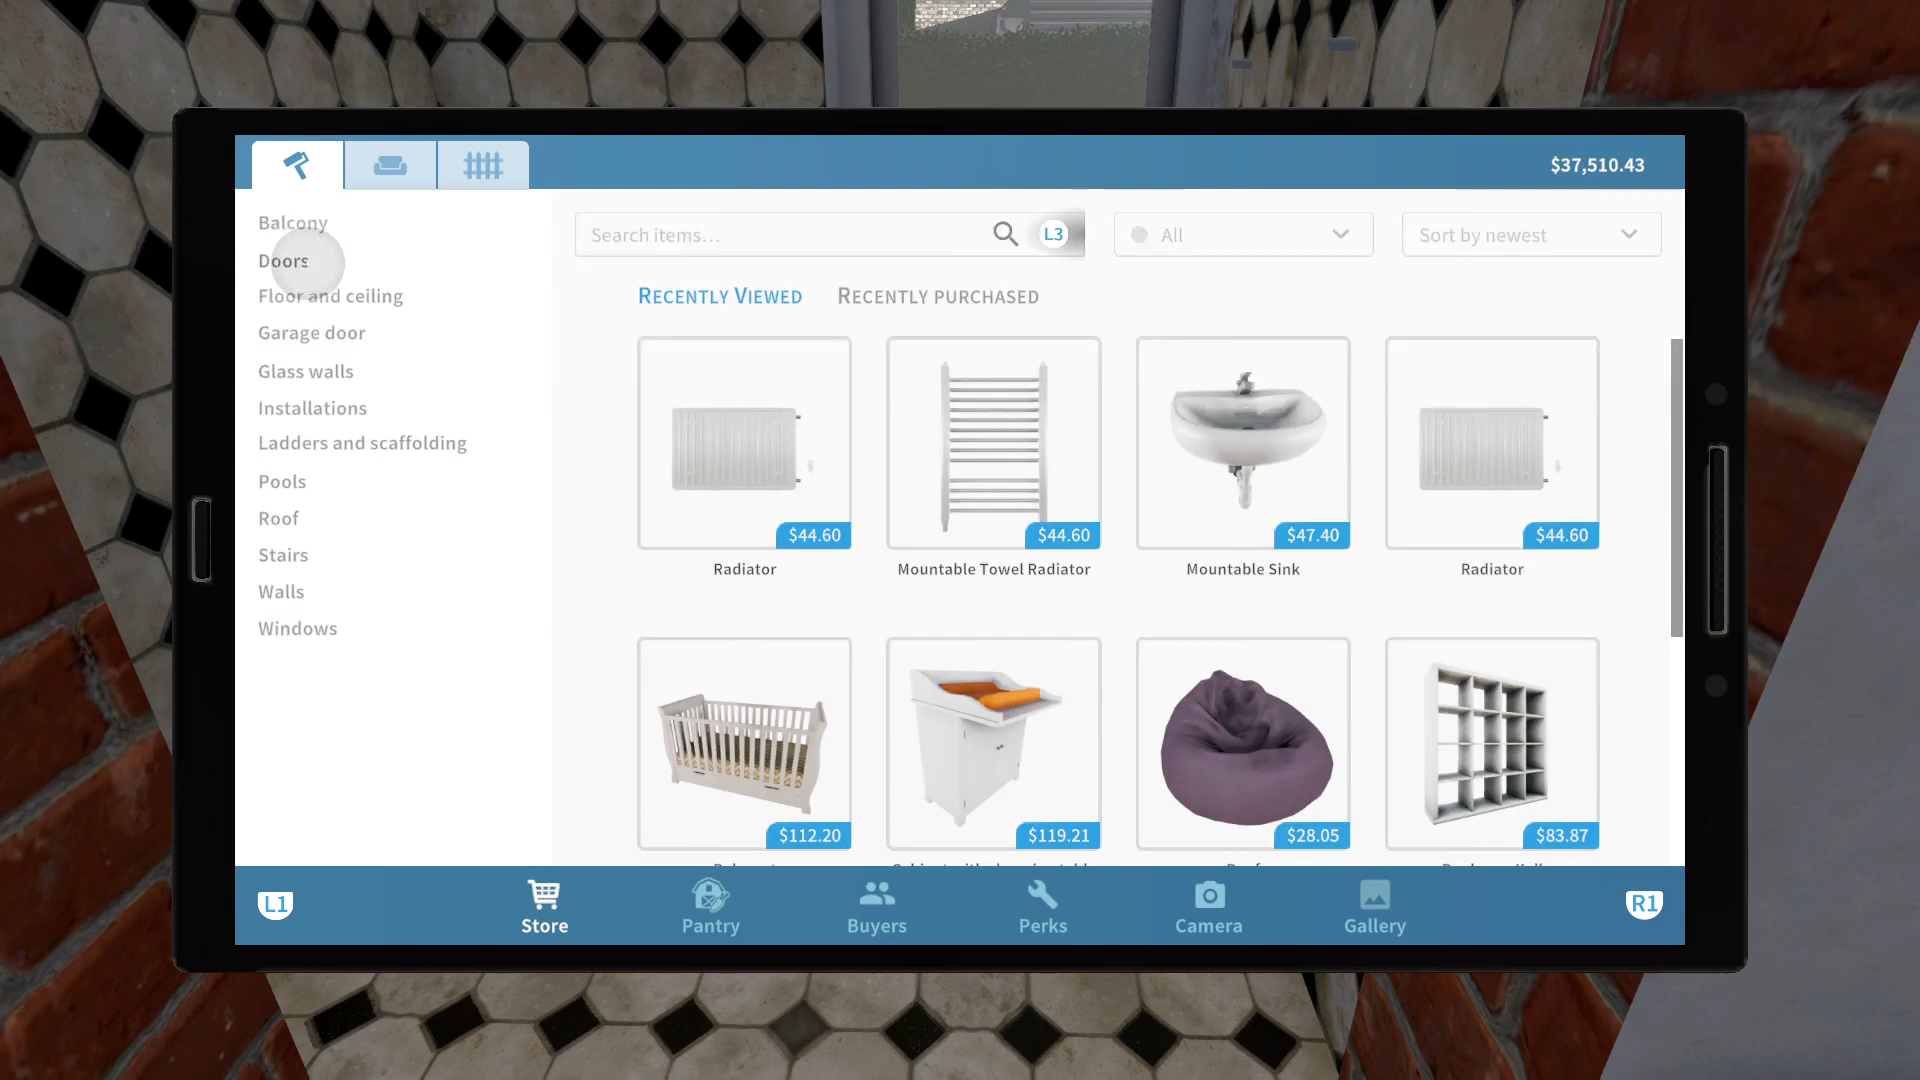 $37,510.43
Balcony
Doors
Floor and ceiling
Garage door
Glass walls
Installations
Ladders and scaffolding
Pools
Roof
Stairs
Walls
Windows
Search items...
L3
All
Sort by newest
RECENTLY VIEWED
RECENTLY PURCHASED
$44.60
$44.60
$47.40
$44.60
Radiator
Mountable Towel Radiator
Mountable Sink
Radiator
$112.20
$119.21
$28.05
$83.87
L1
Store
Pantry
Buyers
Perks
Camera
Gallery
R1